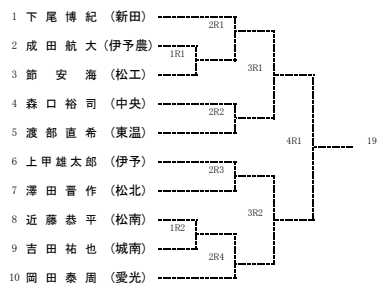 1 下尾博紀 (新田)
2R1
2 成田航大 (伊予農)
1R1
3 節安海 (松工)
3R1
4 森口裕司 (中央)
2R2
5 渡部直希 (東温)
4R1
19
6 上甲雄太郎 (伊予)
2R3
7 澤田晋作 (松北)
3R2
8 近藤恭平 (松南)
1R2
9 吉田祐也 (城南)
2R4
10 岡田泰周 (愛光)